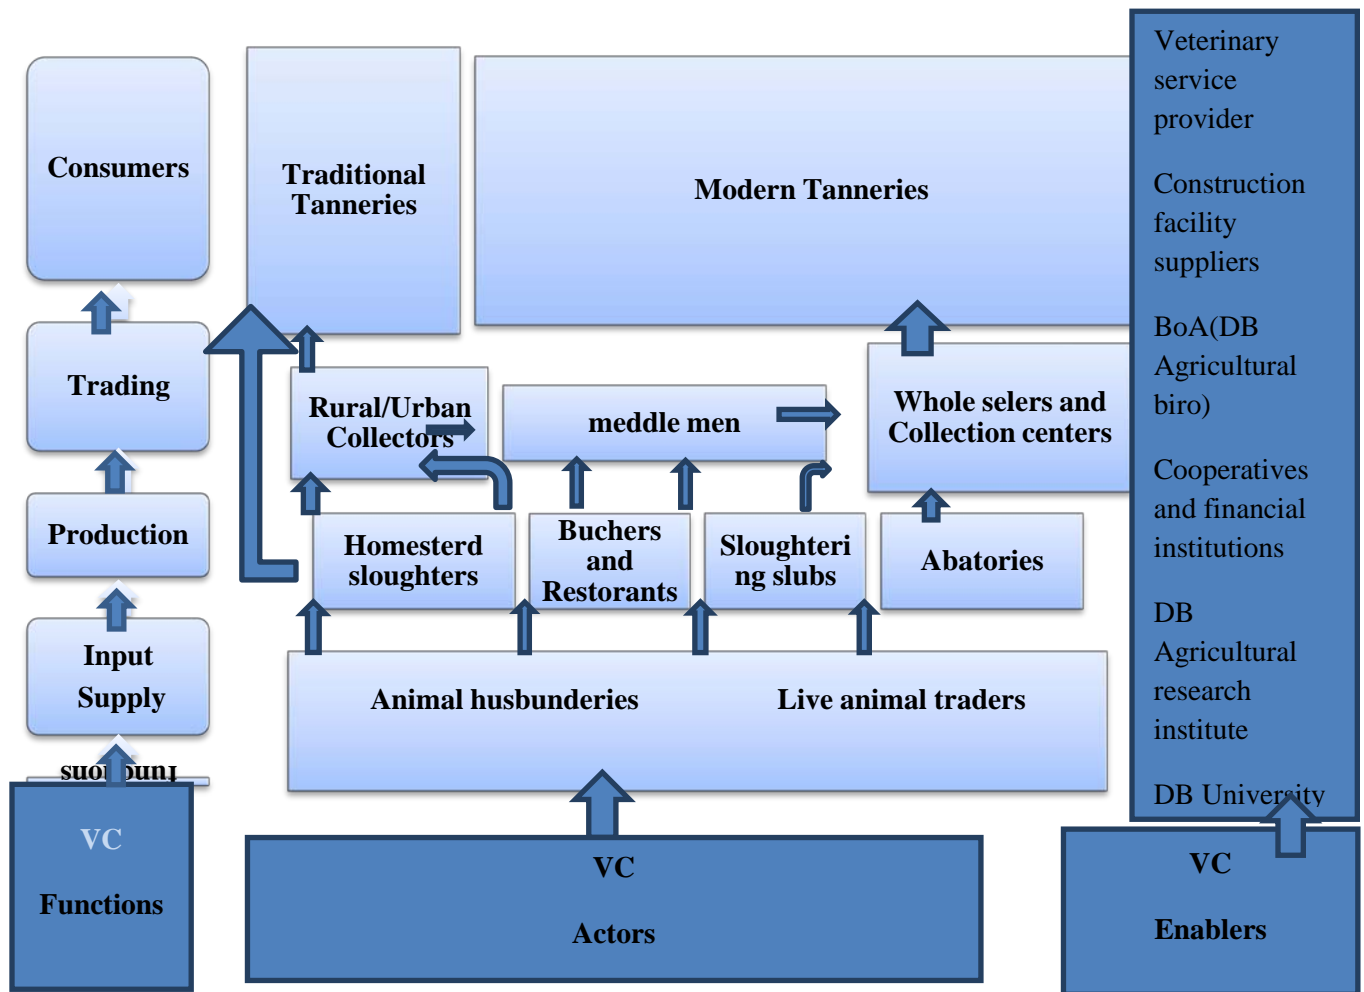 Consumers
Trading
Production
Input
Supply
VC
Functions
Traditional
Tanneries
Modern Tanneries
Rural/Urban
Collectors
meddle men
Whole selers and
Collection centers
Homesterd
sloughters
Buchers
and
Restorants
Sloughteri
ng slubs
Abatories
Animal husbunderies
Live animal traders
VC
Actors
Veterinary
service
provider
Construction
facility
suppliers
BoA(DB
Agricultural
biro)
Cooperatives
and financial
institutions
DB
Agricultural
research
institute
DB University
VC
Enablers